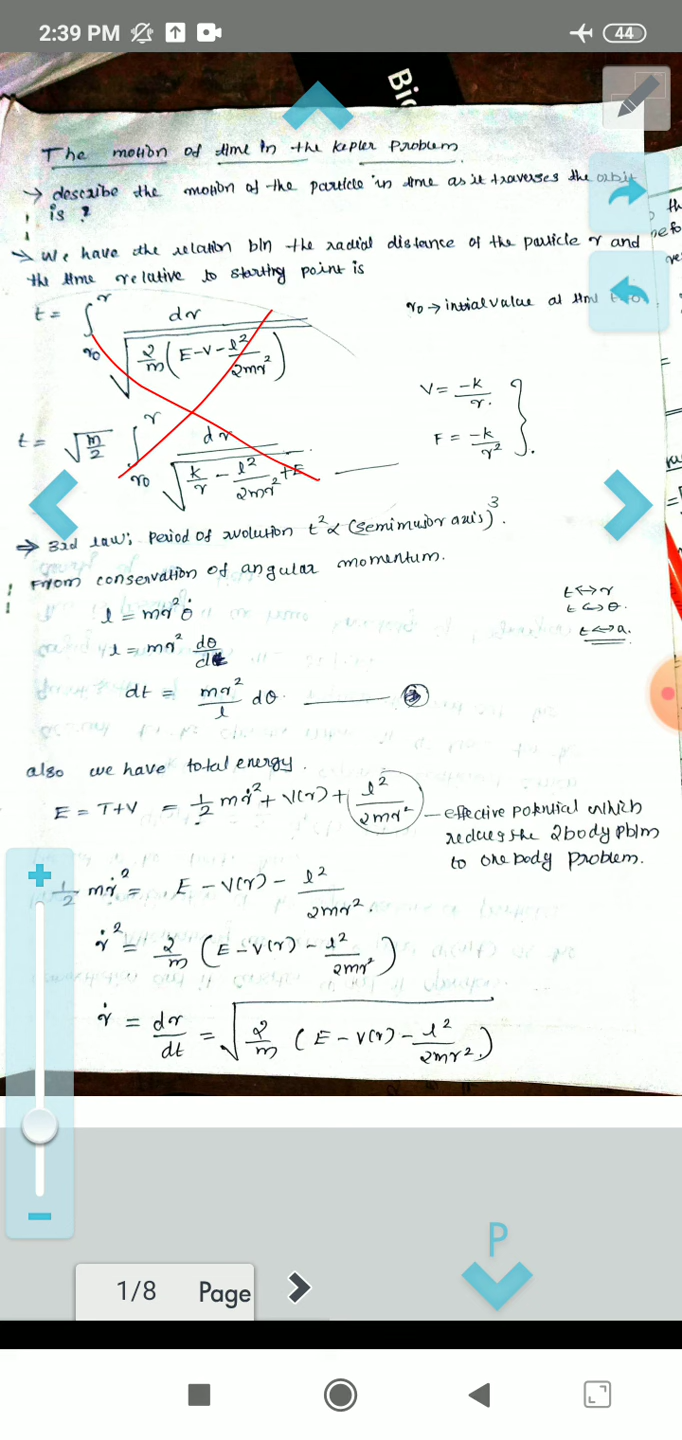 2:39 PM
44
Bio
The motion of time in the Kepler Problem
→ describe the motion of the particle in time as it traverses the orbit
is ?
→ We have the relation b/n the radial distance of the particle r and
the time relative to starting point is
t = ∫_{r0}^{r} dr / √(2/m (E-V-l²/2mr²))
r0 → initial value at time t=0
V = -k/r.
F = -k/r² }.
t = √(m/2) ∫_{r0}^{r} dr / √(k/r - l²/2mr² +E)
⇒ 3rd law: Period of revolution t² ∝ (semimajor axis)³.
From conservation of angular momentum.
l = mr²θ̇
t↔r
t↔θ.
t↔a.
l = mr² dθ/dt
dt = mr²/l dθ.
also we have total energy.
E = T+V = 1/2 mṙ² + V(r) + l²/2mr² – effective potential which
reduces the 2body pblm
to one body problem.
1/2 mṙ² = E - V(r) - l²/2mr².
ṙ² = 2/m (E - V(r) - l²/2mr²)
ṙ = dr/dt = √(2/m (E - V(r) - l²/2mr².))
P
1/8 Page